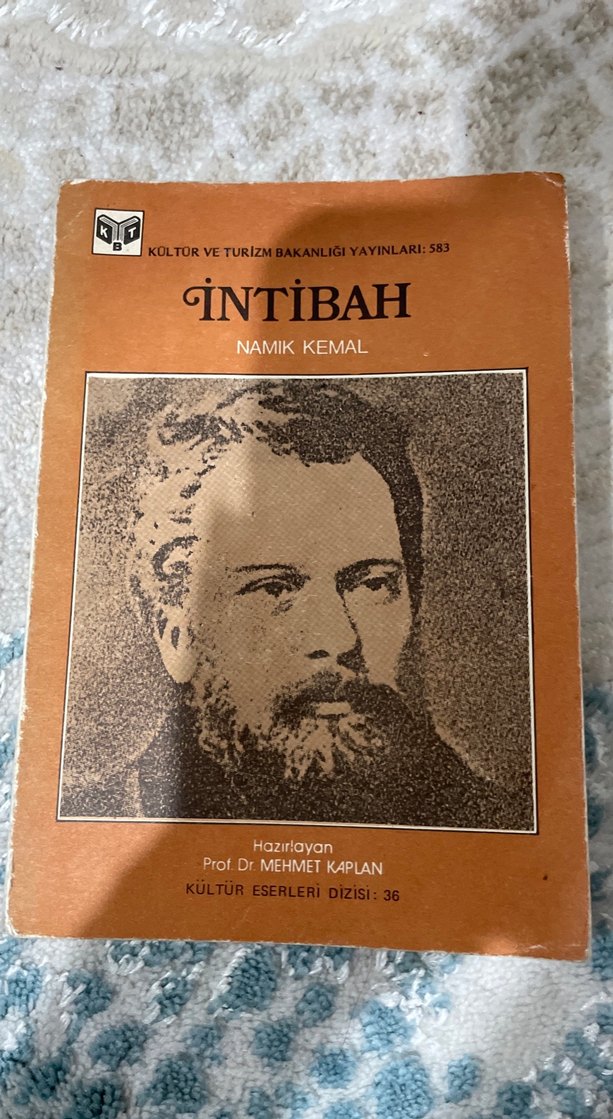 K B T
KÜLTÜR VE TURİZM BAKANLIĞI YAYINLARI: 583
İNTİBAH
NAMIK KEMAL
Hazırlayan
Prof. Dr. MEHMET KAPLAN
KÜLTÜR ESERLERİ DİZİSİ: 36